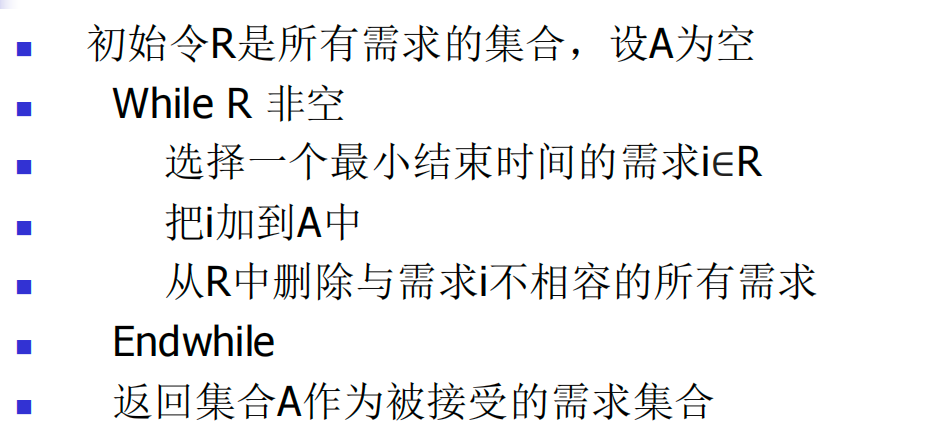 初始令R是所有需求的集合，设A为空
While R 非空
选择一个最小结束时间的需求i∈R
把i加到A中
从R中删除与需求i不相容的所有需求
Endwhile
返回集合A作为被接受的需求集合